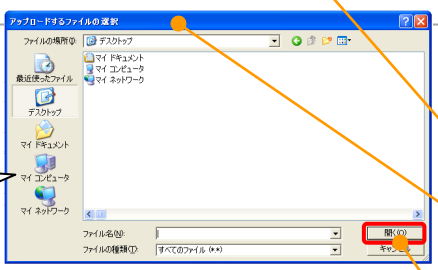 アップロードするファイルの選択
ファイルの場所(I):
デスクトップ
最近使ったファイル
デスクトップ
マイ ドキュメント
マイ コンピュータ
マイ ネットワーク
マイ ドキュメント
マイ コンピュータ
マイ ネットワーク
ファイル名(N):
開く(O)
ファイルの種類(T):
すべてのファイル (*.*)